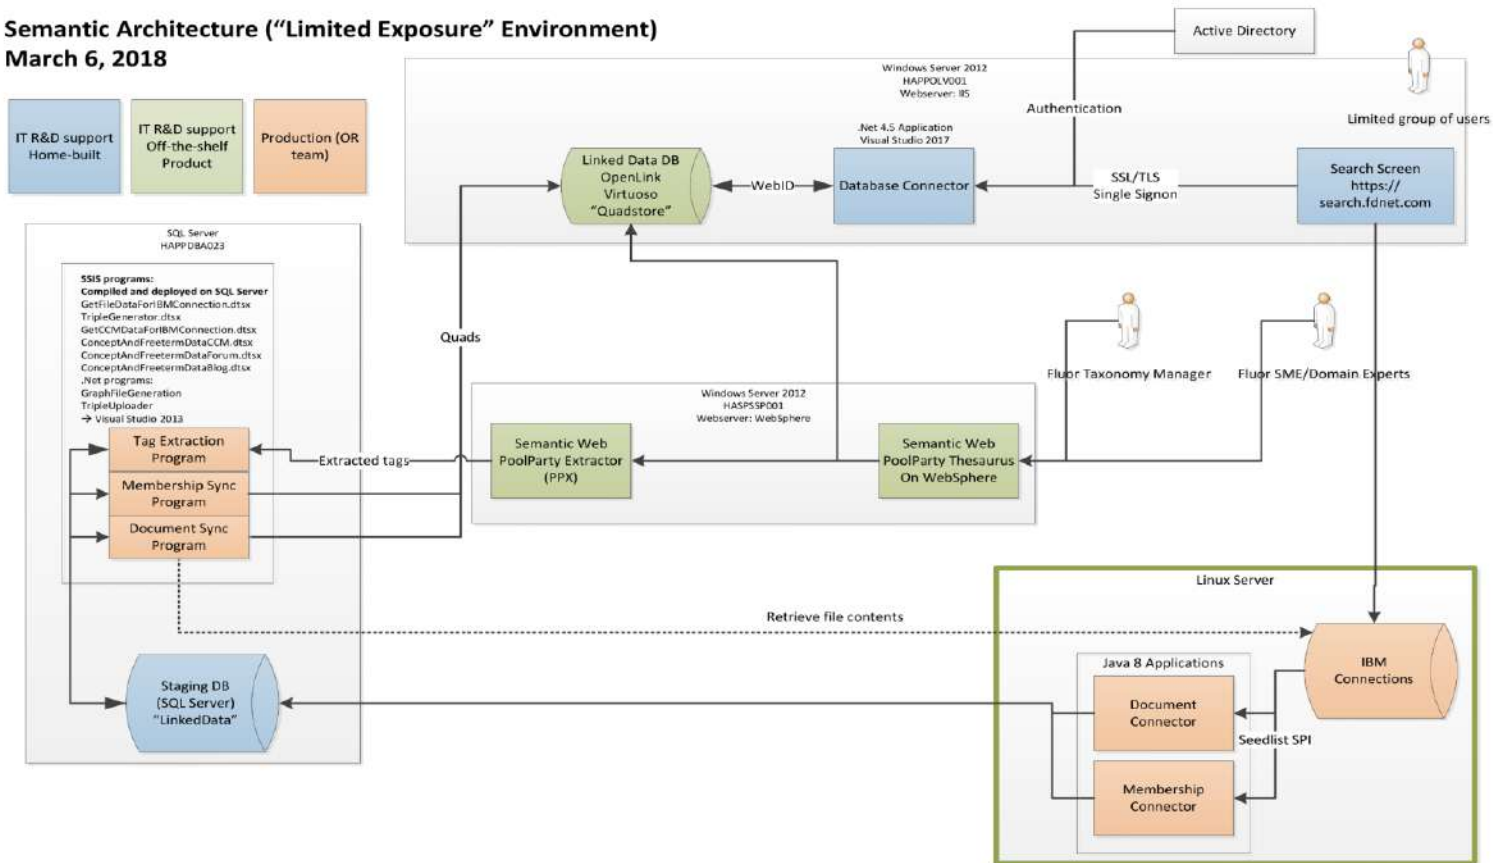 Semantic Architecture (“Limited Exposure” Environment)
March 6, 2018
IT R&D support
Home-built
IT R&D support
Off-the-shelf
Product
Production (OR
team)
Active Directory
Windows Server 2012
HAPPOLV001
Webserver: IIS
Authentication
Limited group of users
.Net 4.5 Application
Visual Studio 2017
Linked Data DB
OpenLink
Virtuoso
“Quadstore”
WebID
Database Connector
SSL/TLS
Single Signon
Search Screen
https://
search.fdnet.com
SQL Server
HAPPDBA023
SSIS programs:
Compiled and deployed on SQL Server
GetFileDataForIBMConnection.dtsx
TripleGenerator.dtsx
GetCCMDataForIBMConnection.dtsx
ConceptAndFreetermDataCCM.dtsx
ConceptAndFreetermDataForum.dtsx
ConceptAndFreetermDataBlog.dtsx
.Net programs:
GraphFileGeneration
TripleUploader
→ Visual Studio 2013
Quads
Fluor Taxonomy Manager
Fluor SME/Domain Experts
Windows Server 2012
HASPSSP001
Webserver: WebSphere
Tag Extraction
Program
Extracted tags
Semantic Web
PoolParty Extractor
(PPX)
Semantic Web
PoolParty Thesaurus
On WebSphere
Membership Sync
Program
Document Sync
Program
Linux Server
Retrieve file contents
IBM
Connections
Java 8 Applications
Document
Connector
Seedlist SPI
Membership
Connector
Staging DB
(SQL Server)
“LinkedData”